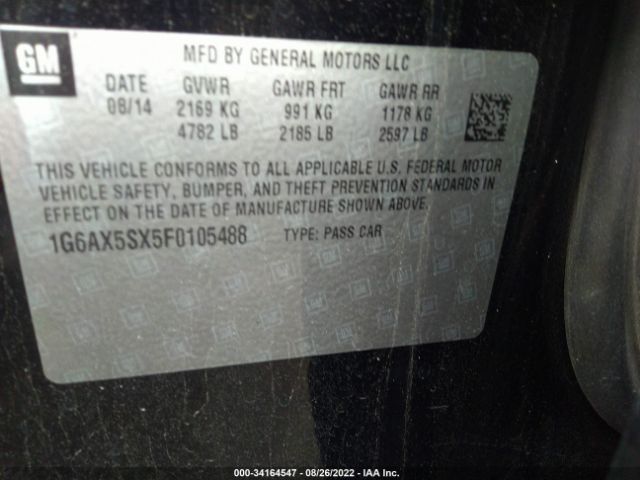 GM
MFD BY GENERAL MOTORS LLC
DATE GVWR GAWR FRT GAWR RR
08/14 2169 KG 991 KG 1178 KG
4782 LB 2185 LB 2597 LB
THIS VEHICLE CONFORMS TO ALL APPLICABLE U.S. FEDERAL MOTOR
VEHICLE SAFETY, BUMPER, AND THEFT PREVENTION STANDARDS IN
EFFECT ON THE DATE OF MANUFACTURE SHOWN ABOVE.
1G6AX5SX5F0105488 TYPE: PASS CAR
000-34164547 - 08/26/2022 - IAA Inc.